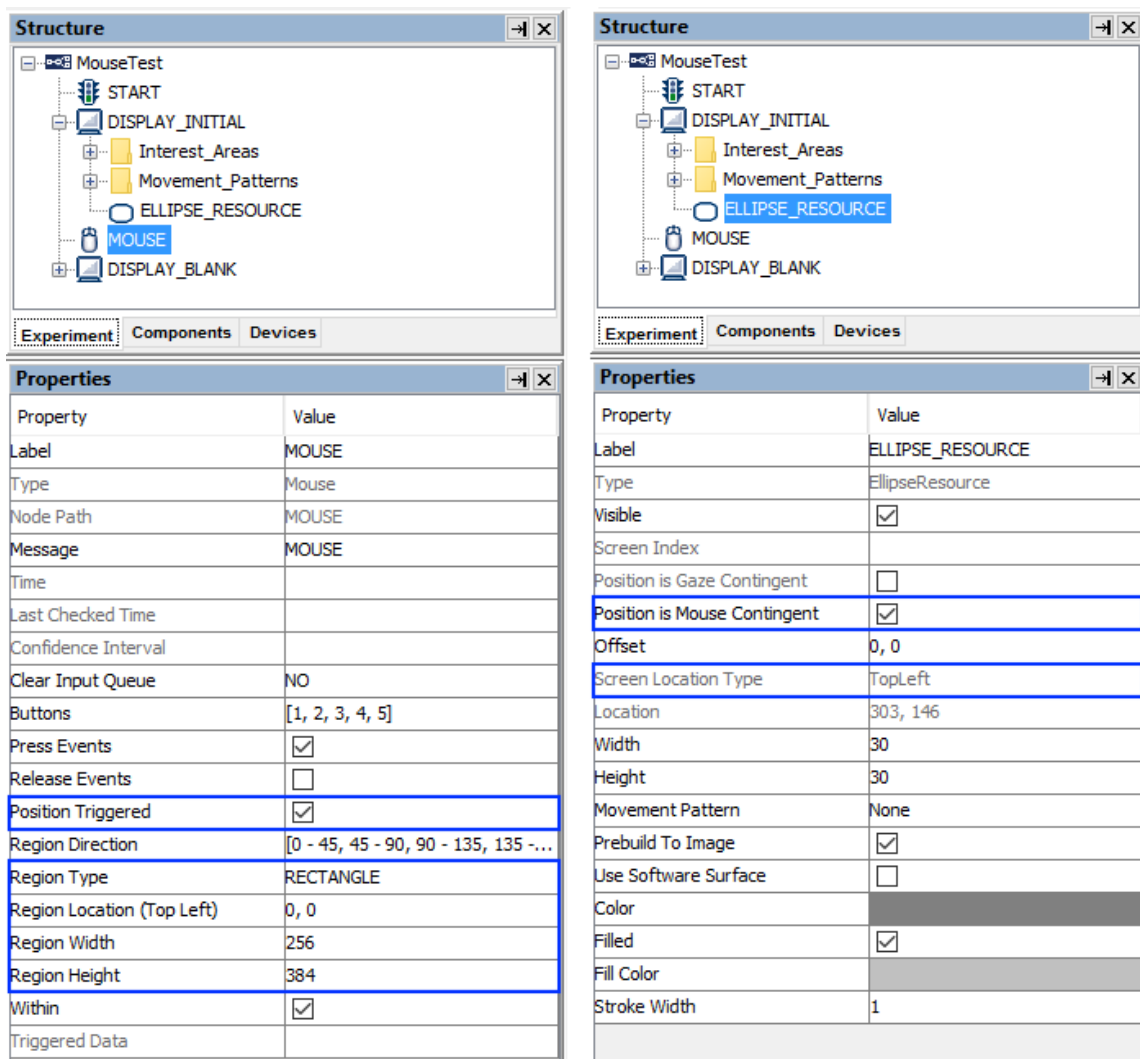 Structure
MouseTest
START
DISPLAY_INITIAL
Interest_Areas
Movement_Patterns
ELLIPSE_RESOURCE
MOUSE
DISPLAY_BLANK
Experiment Components Devices
Properties
Property Value
Label MOUSE
Type Mouse
Node Path MOUSE
Message MOUSE
Time
Last Checked Time
Confidence Interval
Clear Input Queue NO
Buttons [1, 2, 3, 4, 5]
Press Events
Release Events
Position Triggered
Region Direction [0 - 45, 45 - 90, 90 - 135, 135 -...
Region Type RECTANGLE
Region Location (Top Left) 0, 0
Region Width 256
Region Height 384
Within
Triggered Data
Structure
MouseTest
START
DISPLAY_INITIAL
Interest_Areas
Movement_Patterns
ELLIPSE_RESOURCE
MOUSE
DISPLAY_BLANK
Experiment Components Devices
Properties
Property Value
Label ELLIPSE_RESOURCE
Type EllipseResource
Visible
Screen Index
Position is Gaze Contingent
Position is Mouse Contingent
Offset 0, 0
Screen Location Type TopLeft
Location 303, 146
Width 30
Height 30
Movement Pattern None
Prebuild To Image
Use Software Surface
Color
Filled
Fill Color
Stroke Width 1